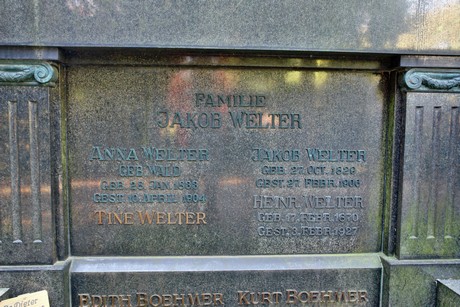 FAMILIE
JAKOB WELTER
ANNA WELTER
GEB. WALD
GEB. 28. JAN. 
GEST. 10. APRIL 1904
TINE WELTER
JAKOB WELTER
GEB. 27. OCT. 1829
GEST. 27. FEBR. 1906
HEINR. WELTER
GEB. 17. FEBR. 1870
GEST. 3. FEBR. 1927
EDITH BOEHMER
KURT BOEHMER